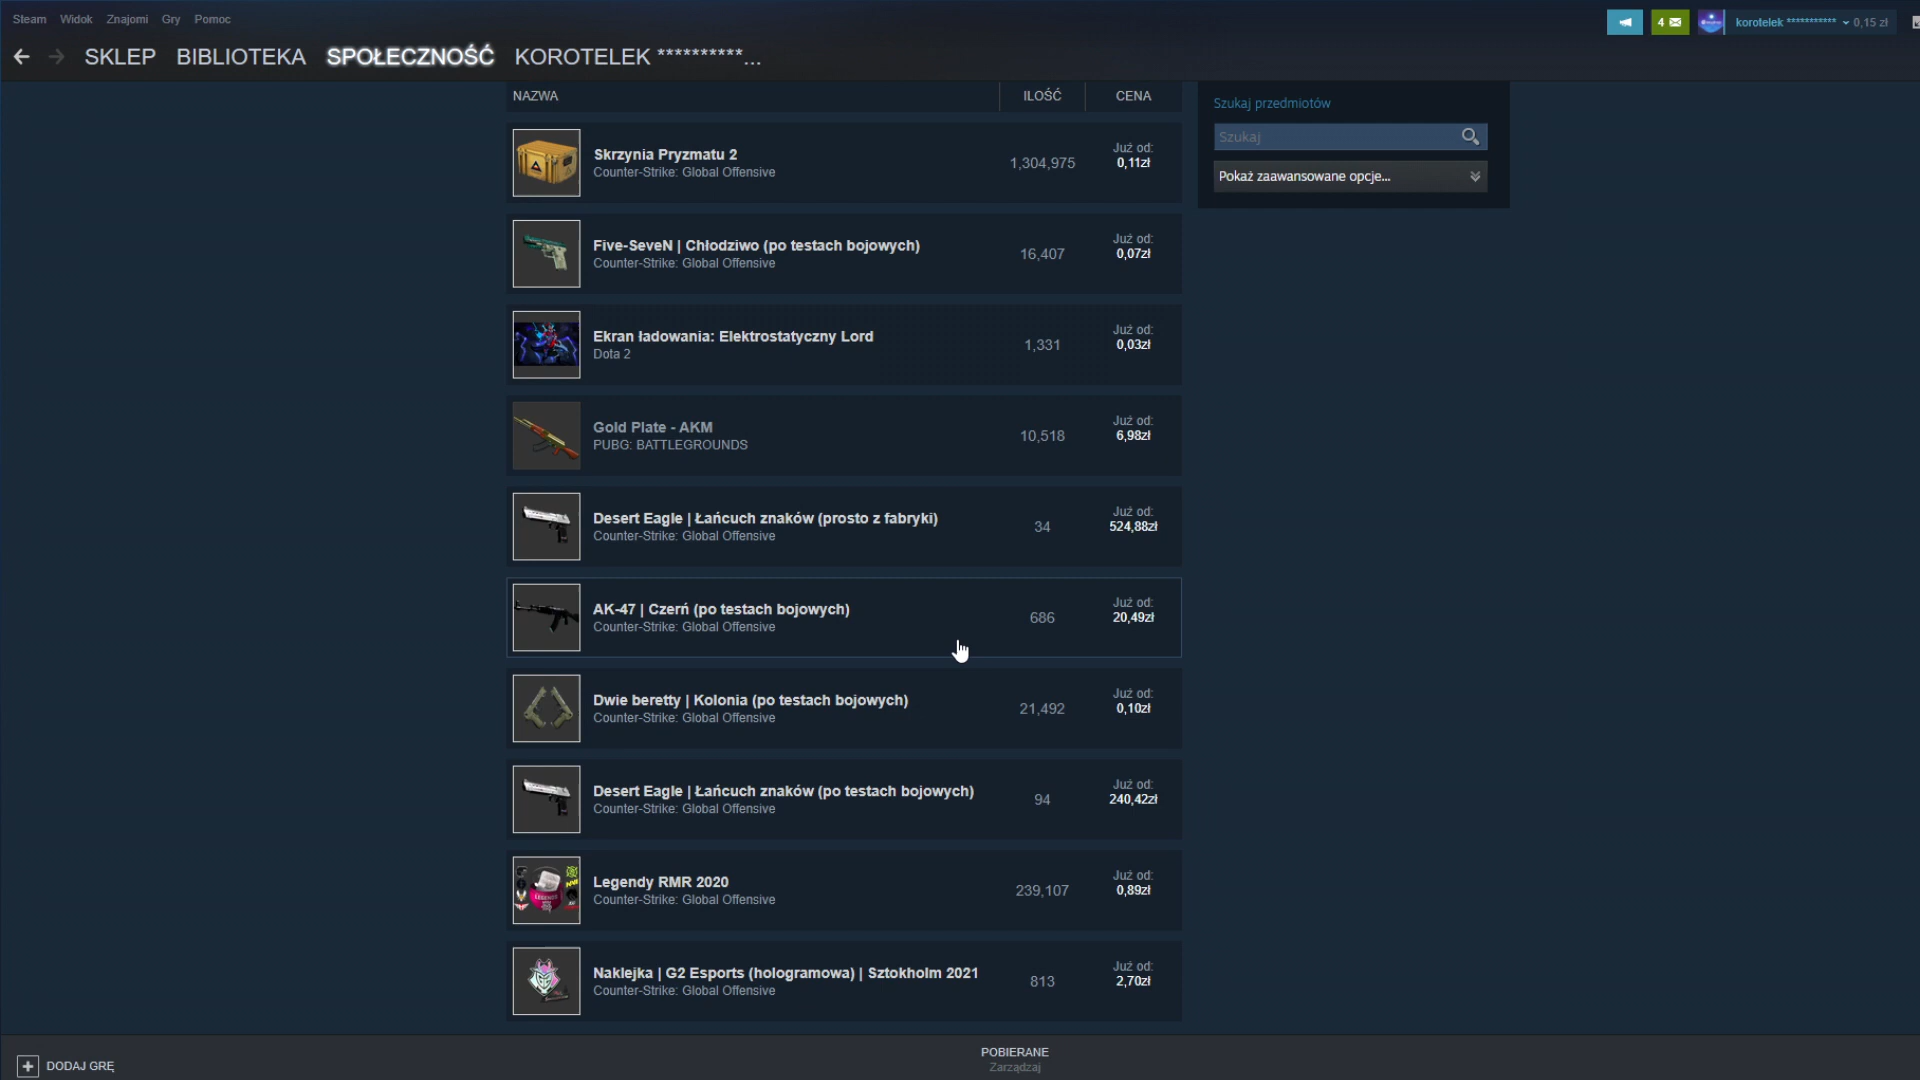 Steam Widok Znajomi Gry Pomoc
4 korotelek *********** 0,15 zł
SKLEP BIBLIOTEKA SPOŁECZNOŚĆ KOROTELEK **********...
NAZWA ILOŚĆ CENA
Skrzynia Pryzmatu 2
Counter-Strike: Global Offensive
1,304,975
Już od:
0,11zł
Five-SeveN | Chłodziwo (po testach bojowych)
Counter-Strike: Global Offensive
16,407
Już od:
0,07zł
Ekran ładowania: Elektrostatyczny Lord
Dota 2
1,331
Już od:
0,03zł
Gold Plate - AKM
PUBG: BATTLEGROUNDS
10,518
Już od:
6,98zł
Desert Eagle | Łańcuch znaków (prosto z fabryki)
Counter-Strike: Global Offensive
34
Już od:
524,88zł
AK-47 | Czerń (po testach bojowych)
Counter-Strike: Global Offensive
686
Już od:
20,49zł
Dwie beretty | Kolonia (po testach bojowych)
Counter-Strike: Global Offensive
21,492
Już od:
0,10zł
Desert Eagle | Łańcuch znaków (po testach bojowych)
Counter-Strike: Global Offensive
94
Już od:
240,42zł
Legendy RMR 2020
Counter-Strike: Global Offensive
239,107
Już od:
0,89zł
Naklejka | G2 Esports (hologramowa) | Sztokholm 2021
Counter-Strike: Global Offensive
813
Już od:
2,70zł
Szukaj przedmiotów
Szukaj
Pokaż zaawansowane opcje...
DODAJ GRĘ
POBIERANE
Zarządzaj